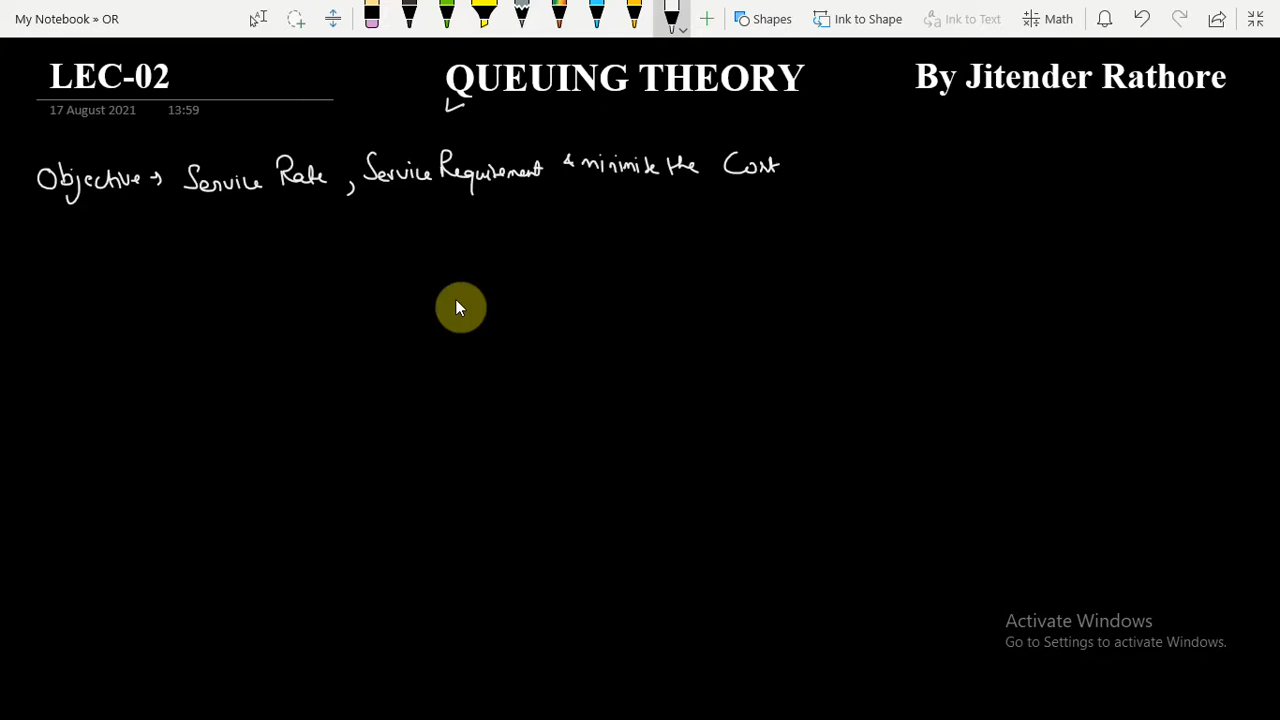 My Notebook » OR
Shapes
Ink to Shape
Ink to Text
Math
LEC-02
QUEUING THEORY
By Jitender Rathore
17 August 2021 13:59
Objective → Service Rate, Service Requirement & minimize the Cost
Activate Windows
Go to Settings to activate Windows.